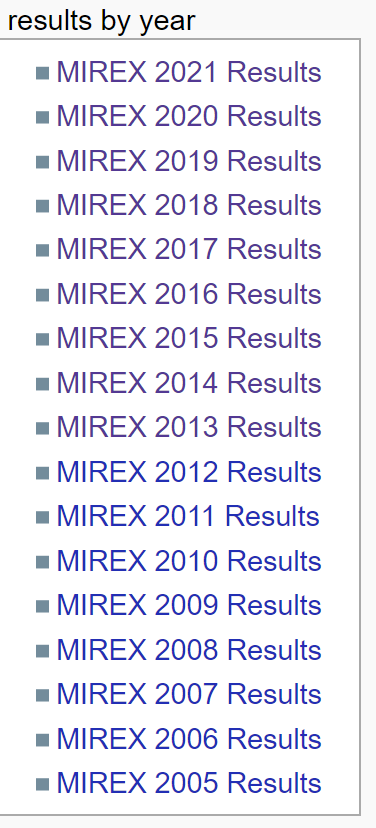 results by year
MIREX 2021 Results
MIREX 2020 Results
MIREX 2019 Results
MIREX 2018 Results
MIREX 2017 Results
MIREX 2016 Results
MIREX 2015 Results
MIREX 2014 Results
MIREX 2013 Results
MIREX 2012 Results
MIREX 2011 Results
MIREX 2010 Results
MIREX 2009 Results
MIREX 2008 Results
MIREX 2007 Results
MIREX 2006 Results
MIREX 2005 Results